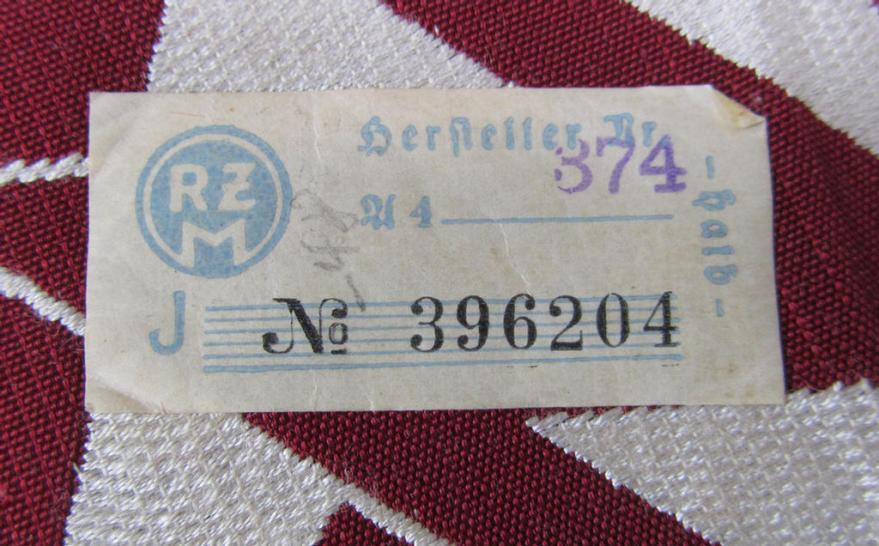 RZM
Hersteller Nr.
374
A 4
-Halb-
J
№ 396204